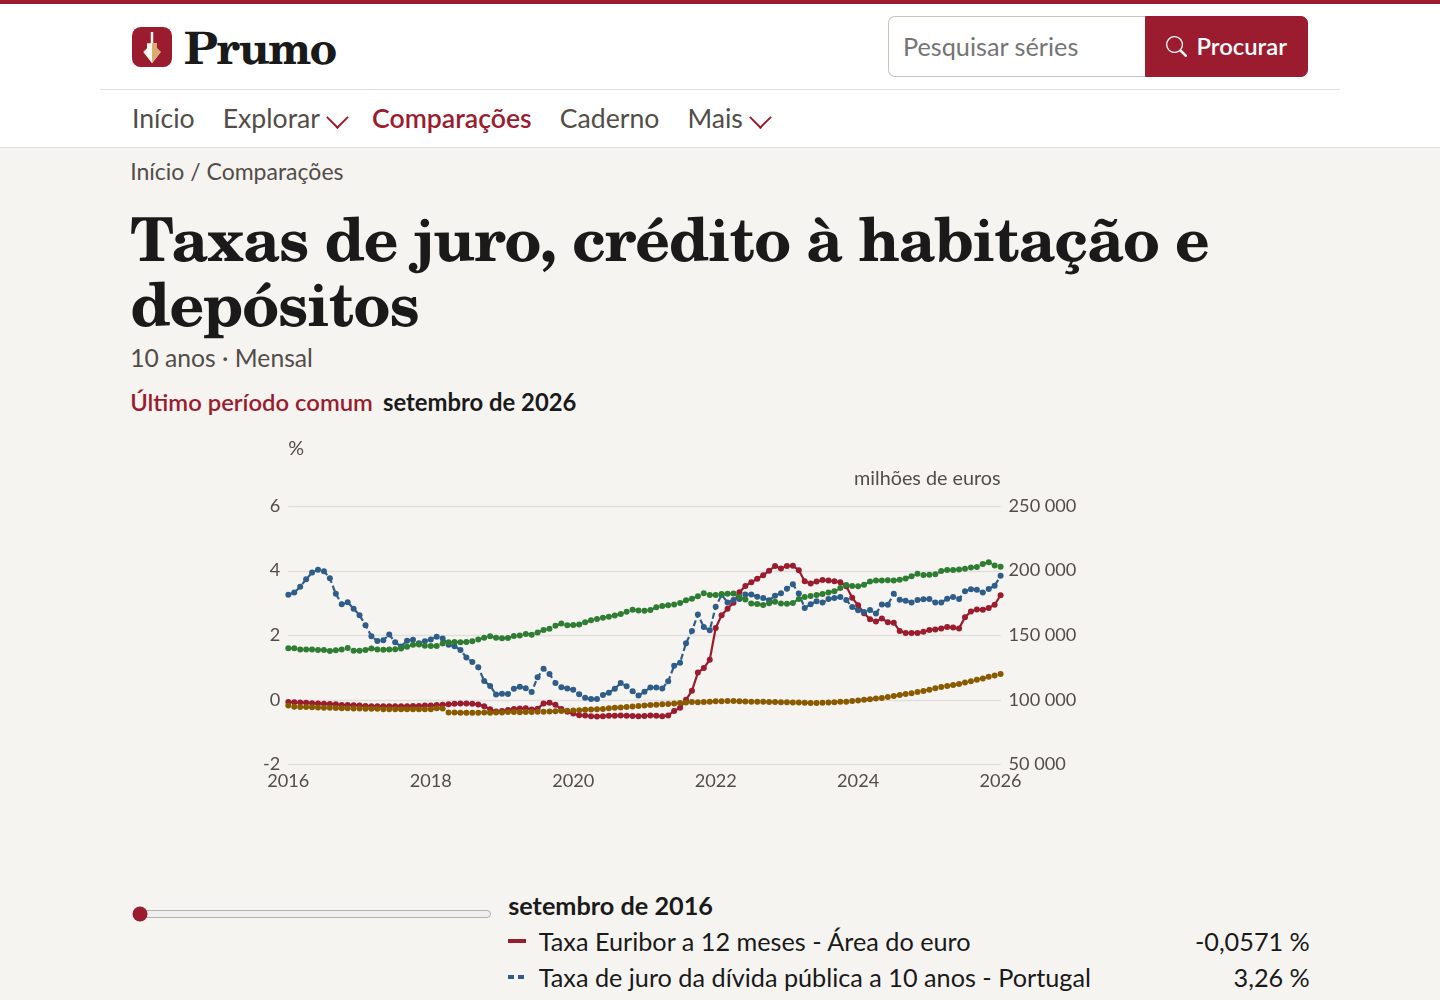 Prumo
Pesquisar séries
Procurar
Início
Explorar
Comparações
Caderno
Mais
Início / Comparações
Taxas de juro, crédito à habitação e
depósitos
10 anos · Mensal
Último período comum setembro de 2026
%
milhões de euros
6
250 000
4
200 000
2
150 000
0
100 000
-2
50 000
2016
2018
2020
2022
2024
2026
setembro de 2016
Taxa Euribor a 12 meses - Área do euro
-0,0571 %
Taxa de juro da dívida pública a 10 anos - Portugal
3,26 %